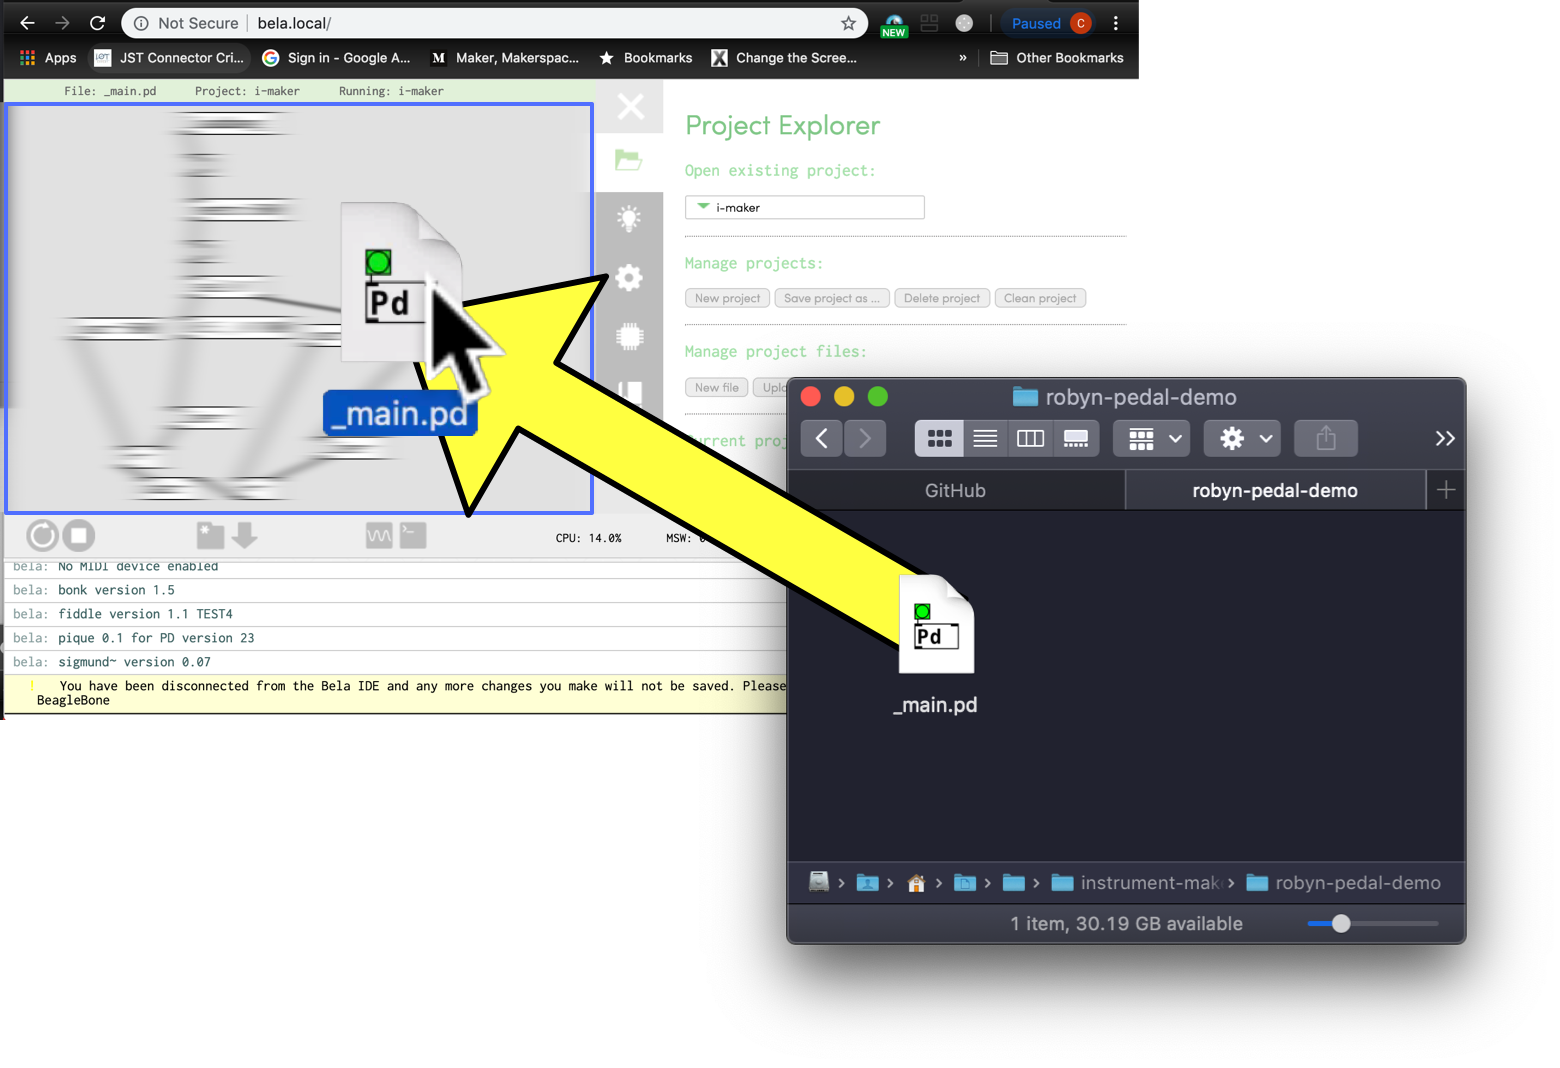 Not Secure | bela.local/
NEW
Paused C
Apps JST Connector Cri... Sign in - Google A... M Maker, Makerspac... Bookmarks X Change the Scree... » Other Bookmarks
File: _main.pd Project: i-maker Running: i-maker
Project Explorer
Open existing project:
i-maker
Manage projects:
New project Save project as ... Delete project Clean project
Manage project files:
New file
Pd
_main.pd
CPU: 14.0% MSW:
bela: No MIDI device enabled
bela: bonk version 1.5
bela: fiddle version 1.1 TEST4
bela: pique 0.1 for PD version 23
bela: sigmund~ version 0.07
! You have been disconnected from the Bela IDE and any more changes you make will not be saved. Please
BeagleBone
robyn-pedal-demo
GitHub robyn-pedal-demo +
Pd
_main.pd
instrument-mak › robyn-pedal-demo
1 item, 30.19 GB available